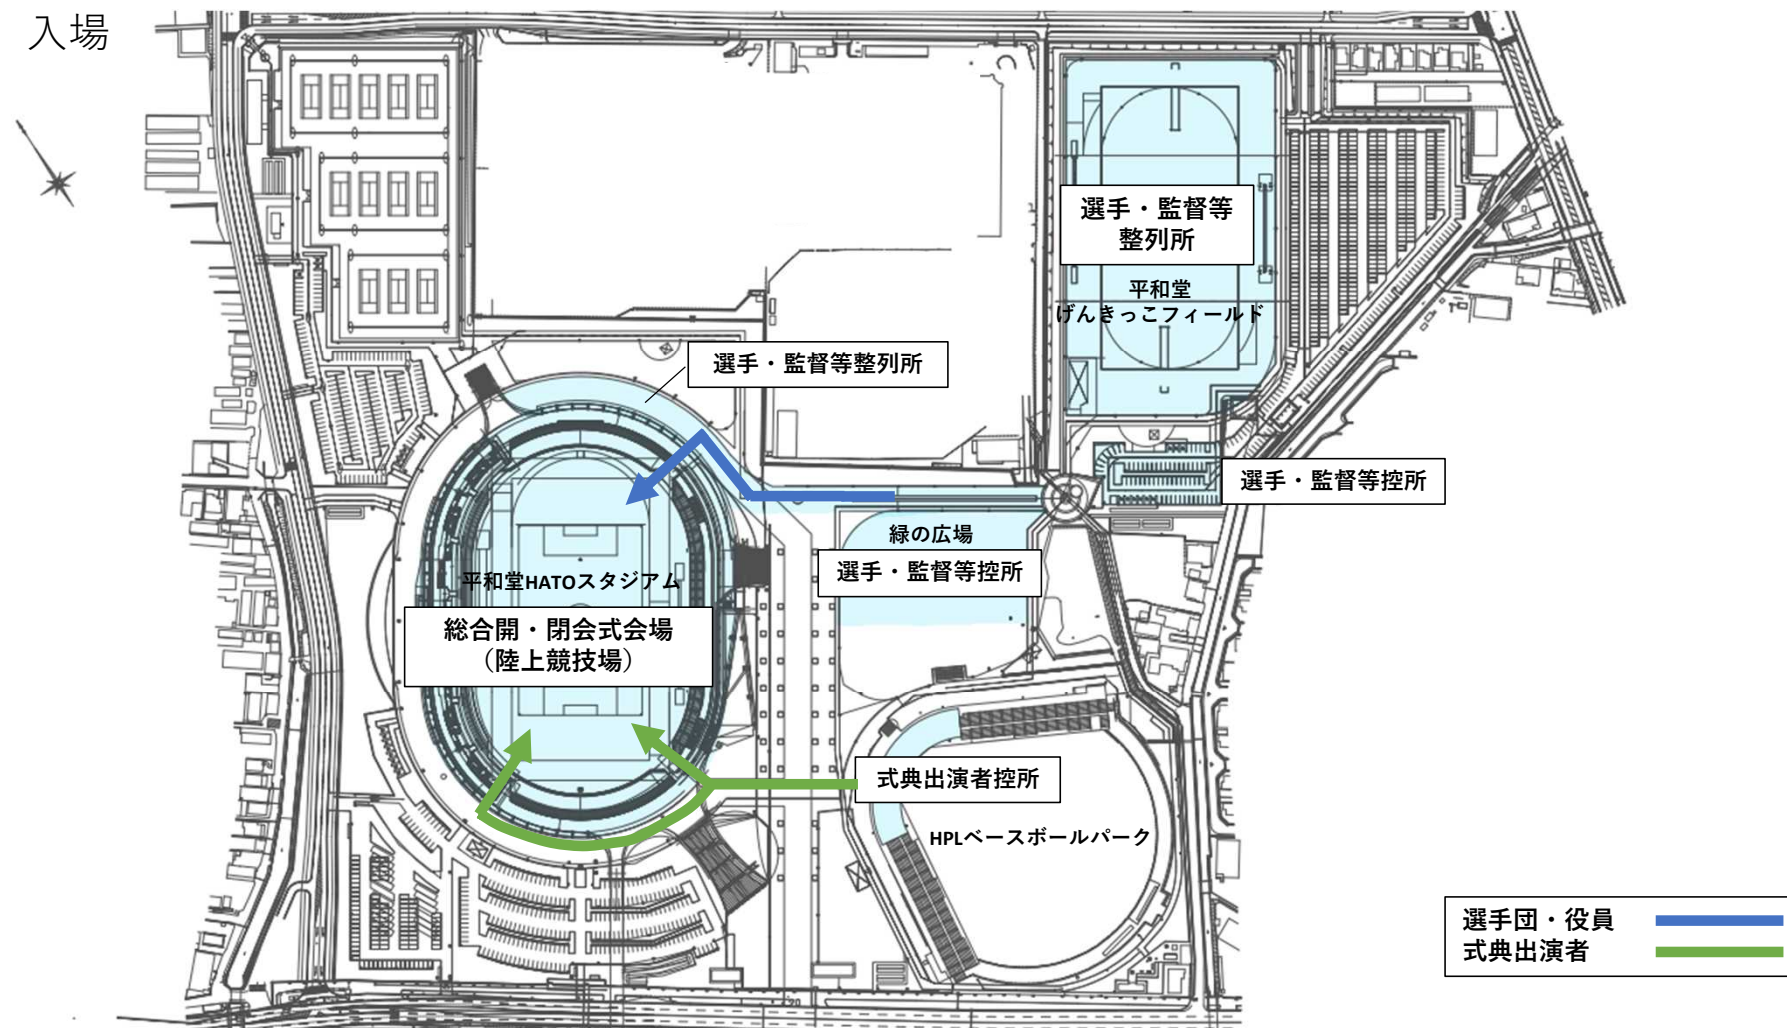 入場
選手・監督等
整列所
平和堂
げんきっこフィールド
選手・監督等整列所
選手・監督等控所
緑の広場
選手・監督等控所
平和堂HATOスタジアム
総合開・閉会式会場
（陸上競技場）
式典出演者控所
HPLベースボールパーク
選手団・役員
式典出演者